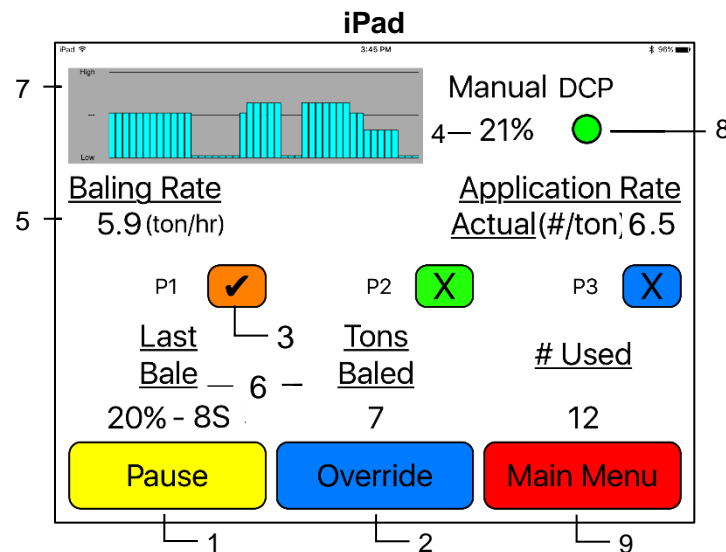 iPad
iPad 3:45 PM 96%
High
7
Manual DCP
--
4 21% 8
Low
Baling Rate Application Rate
5 5.9 (ton/hr) Actual (#/ton) 6.5
P1 ✔ P2 X P3 X
3
Last Tons
# Used
Bale 6 Baled
20% - 8S 7 12
Pause Override Main Menu
1 2 9